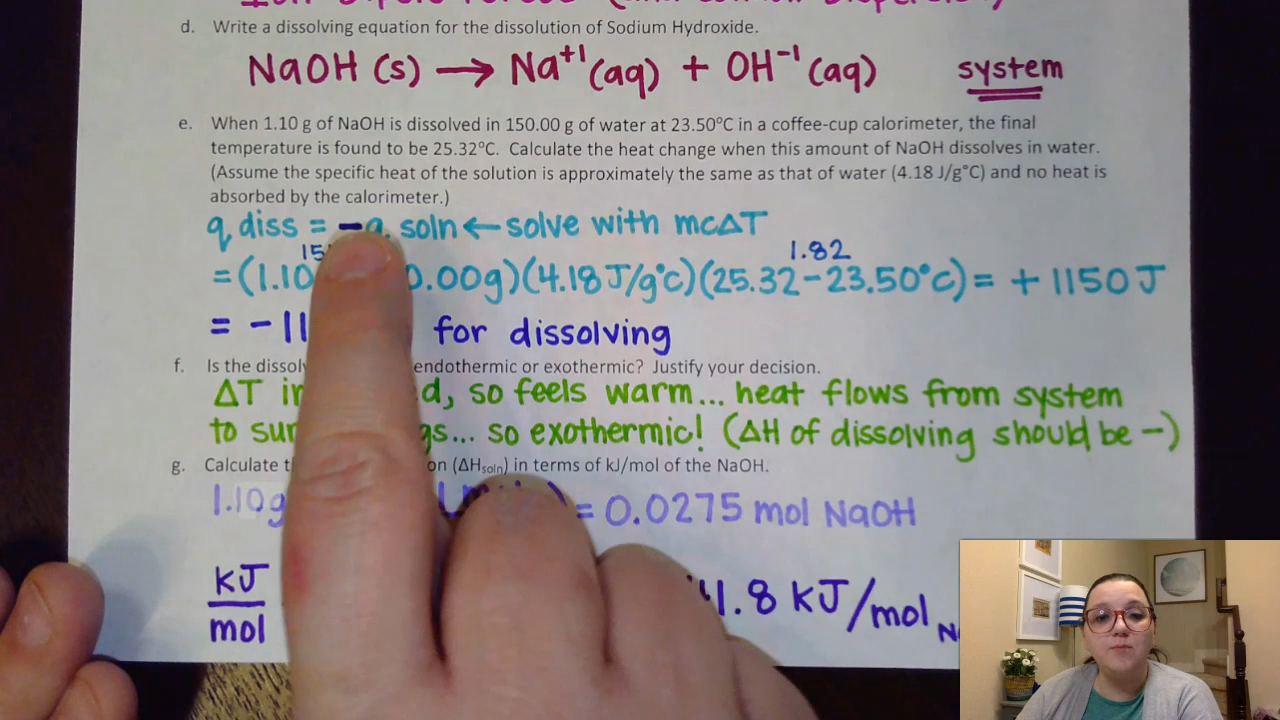 d. Write a dissolving equation for the dissolution of Sodium Hydroxide.
NaOH (s) → Na⁺¹ (aq) + OH⁻¹ (aq) system
e. When 1.10 g of NaOH is dissolved in 150.00 g of water at 23.50°C in a coffee-cup calorimeter, the final
temperature is found to be 25.32°C. Calculate the heat change when this amount of NaOH dissolves in water.
(Assume the specific heat of the solution is approximately the same as that of water (4.18 J/g°C) and no heat is
absorbed by the calorimeter.)
q diss = - soln ← solve with mcΔT
15 1.82
= (1.10 0.00g)(4.18 J/g°C)(25.32-23.50°C) = + 1150 J
= -11 for dissolving
f. Is the endothermic or exothermic? Justify your decision.
ΔT so feels warm... heat flows from system
to so exothermic! (ΔH of dissolving should be -)
g. Calculate (ΔHsoln) in terms of kJ/mol of the NaOH.
1.10g = 0.0275 mol NaOH
kJ
mol 1.8 kJ/mol